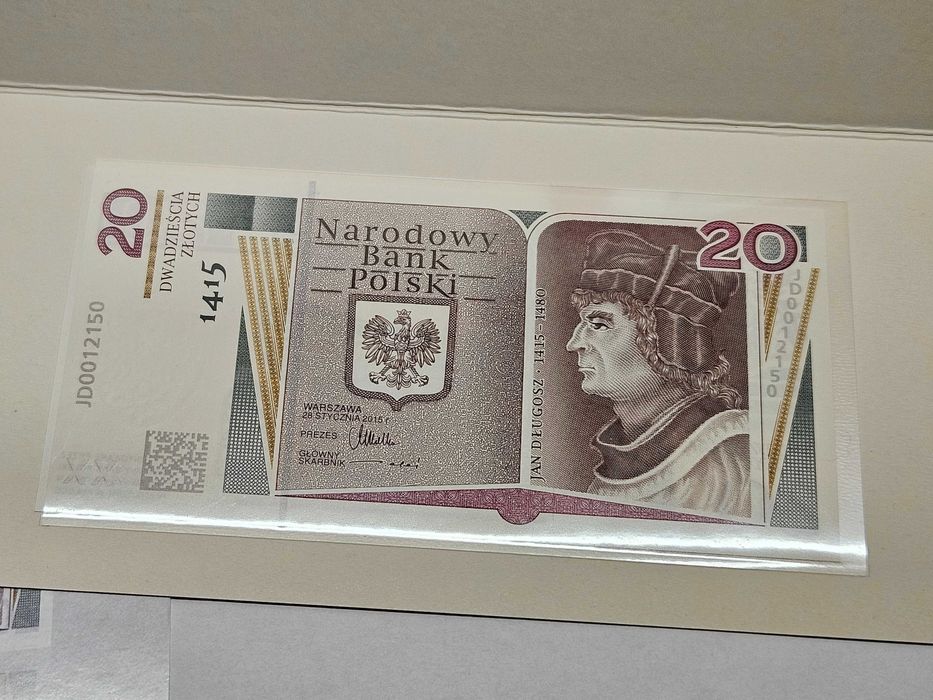 20
DWADZIEŚCIA
ZŁOTYCH
1415
JD0012150
Narodowy
Bank
Polski
WARSZAWA
28 STYCZNIA 2015 r.
PREZES
GŁÓWNY
SKARBNIK
JAN DŁUGOSZ · 1415-1480
20
JD0012150